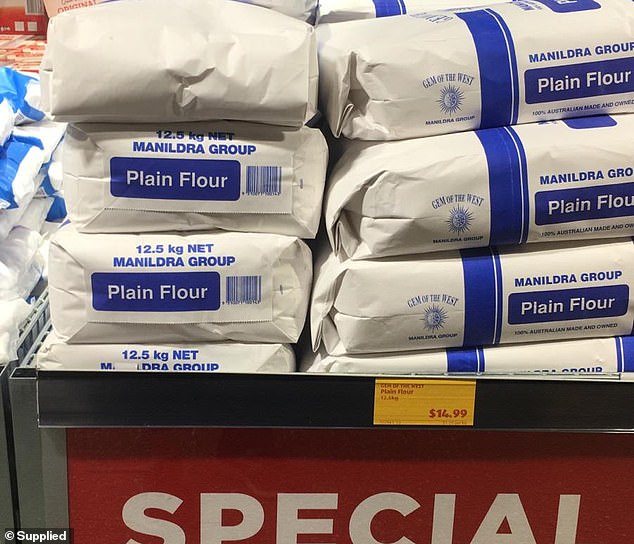 ORIGINAL
12.5 kg NET
MANILDRA GROUP
Plain Flour
12.5 kg NET
MANILDRA GROUP
Plain Flour
12.5 kg NET
MANILDRA GROUP
GEM OF THE WEST
MANILDRA GROUP
MANILDRA GROUP
Plain Flour
100% AUSTRALIAN MADE AND OWNED
GEM OF THE WEST
MANILDRA GROUP
MANILDRA GRO
Plain Flou
100% AUSTRALIAN MADE AND O
GEM OF THE WEST
MANILDRA GROUP
MANILDRA GROUP
Plain Flour
100% AUSTRALIAN MADE AND OWNED
GEM OF THE WEST
Plain Flour
12.5kg
$14.99
SPECIAL
© Supplied